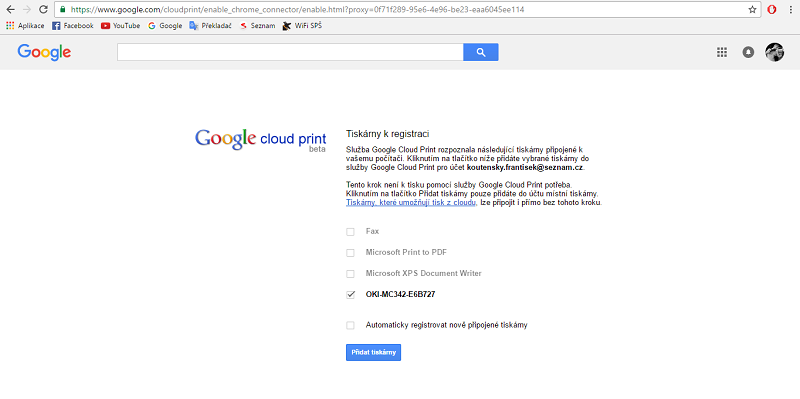 https://www.google.com/cloudprint/enable_chrome_connector/enable.html?proxy=0f71f289-95e6-4e96-be23-eaa6045ee114
Aplikace Facebook YouTube Google Překladač Seznam WiFi SPŠ
Google
Google cloud print
beta
Tiskárny k registraci
Služba Google Cloud Print rozpoznala následující tiskárny připojené k
vašemu počítači. Kliknutím na tlačítko níže přidáte vybrané tiskárny do
služby Google Cloud Print pro účet koutensky.frantisek@seznam.cz.
Tento krok není k tisku pomocí služby Google Cloud Print potřeba.
Kliknutím na tlačítko Přidat tiskárny pouze přidáte do účtu místní tiskárny.
Tiskárny, které umožňují tisk z cloudu, lze připojit i přímo bez tohoto kroku.
Fax
Microsoft Print to PDF
Microsoft XPS Document Writer
OKI-MC342-E6B727
Automaticky registrovat nově připojené tiskárny
Přidat tiskárny